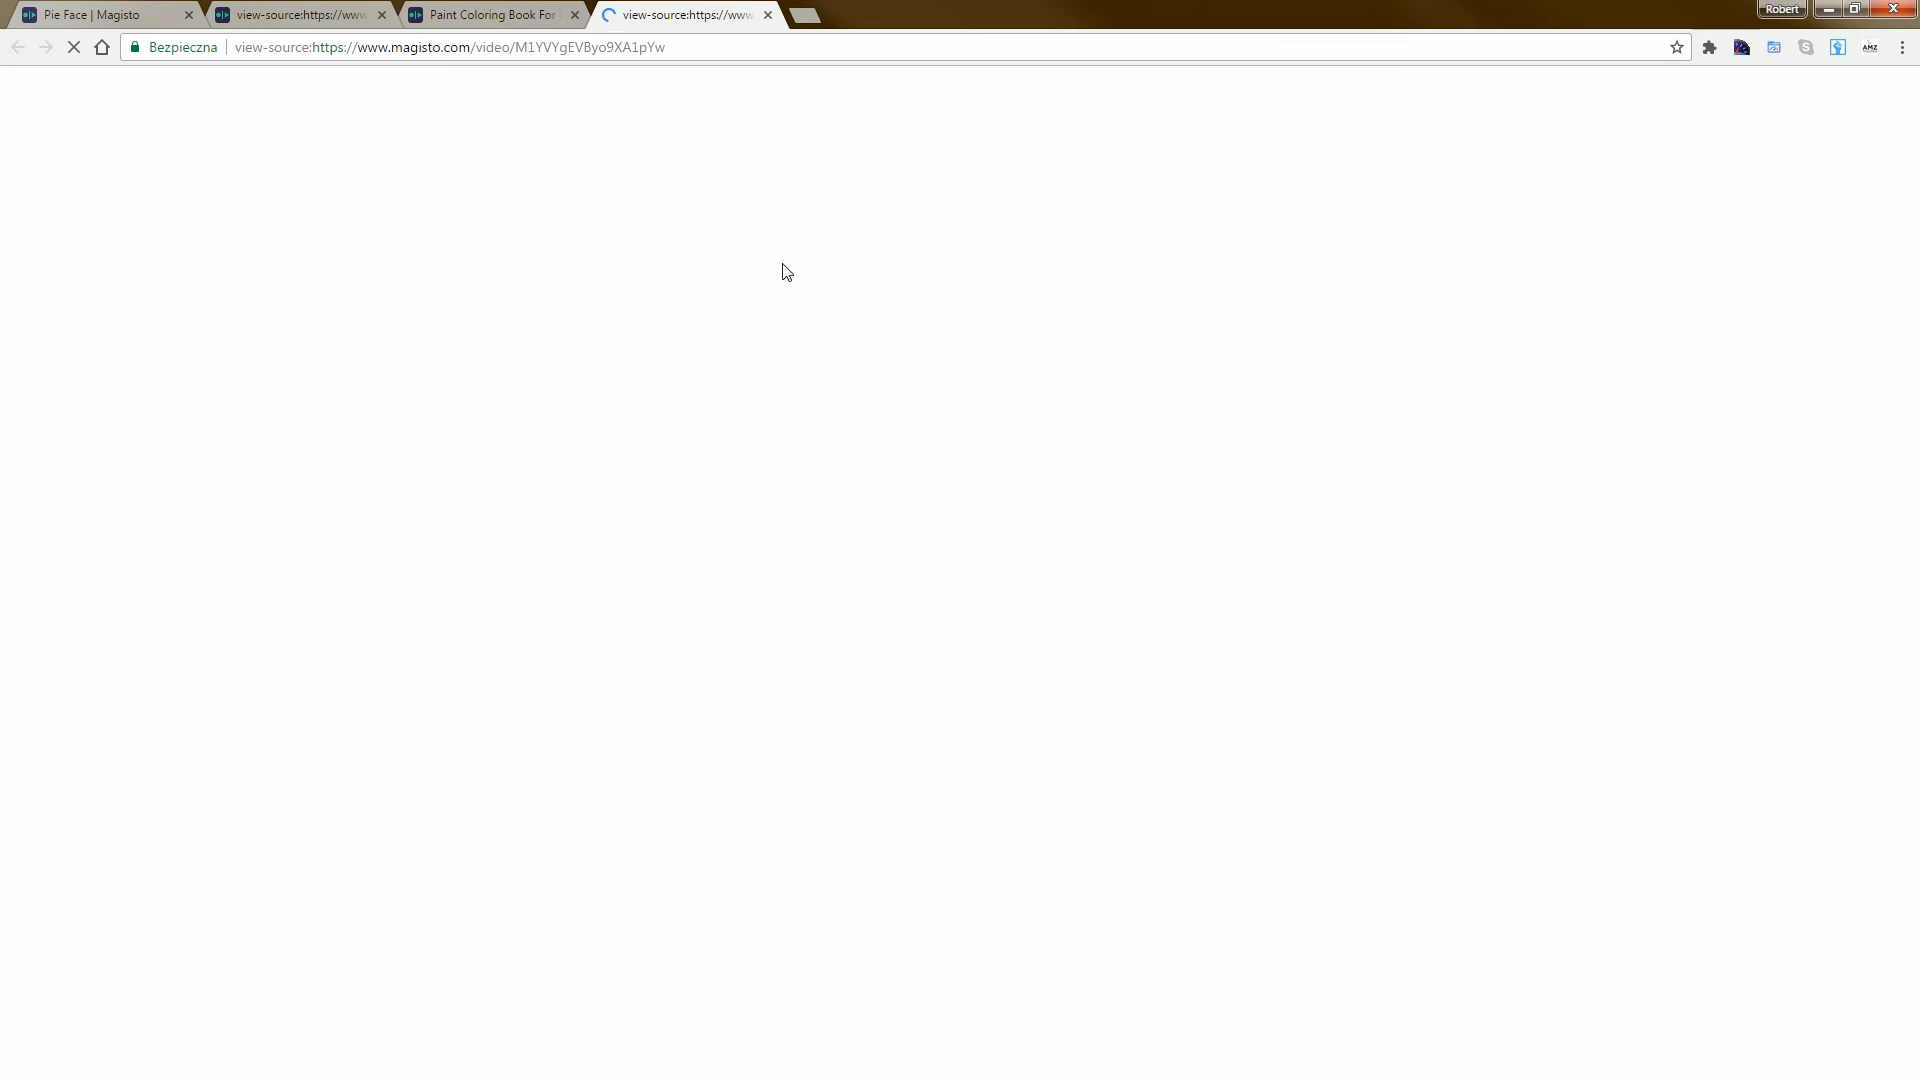 Pie Face | Magisto
view-source:https://www
Paint Coloring Book For
view-source:https://www
Robert
Bezpieczna
view-source:https://www.magisto.com/video/M1YVYgEVByo9XA1pYw
AMZ